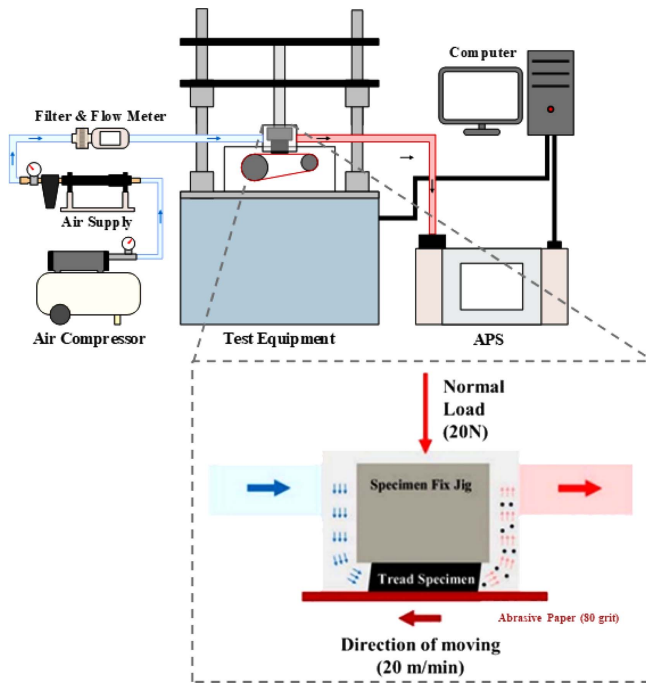 Computer
Filter & Flow Meter
Air Supply
Air Compressor
Test Equipment
APS
Normal
Load
(20N)
Specimen Fix Jig
Tread Specimen
Abrasive Paper (80 grit)
Direction of moving
(20 m/min)